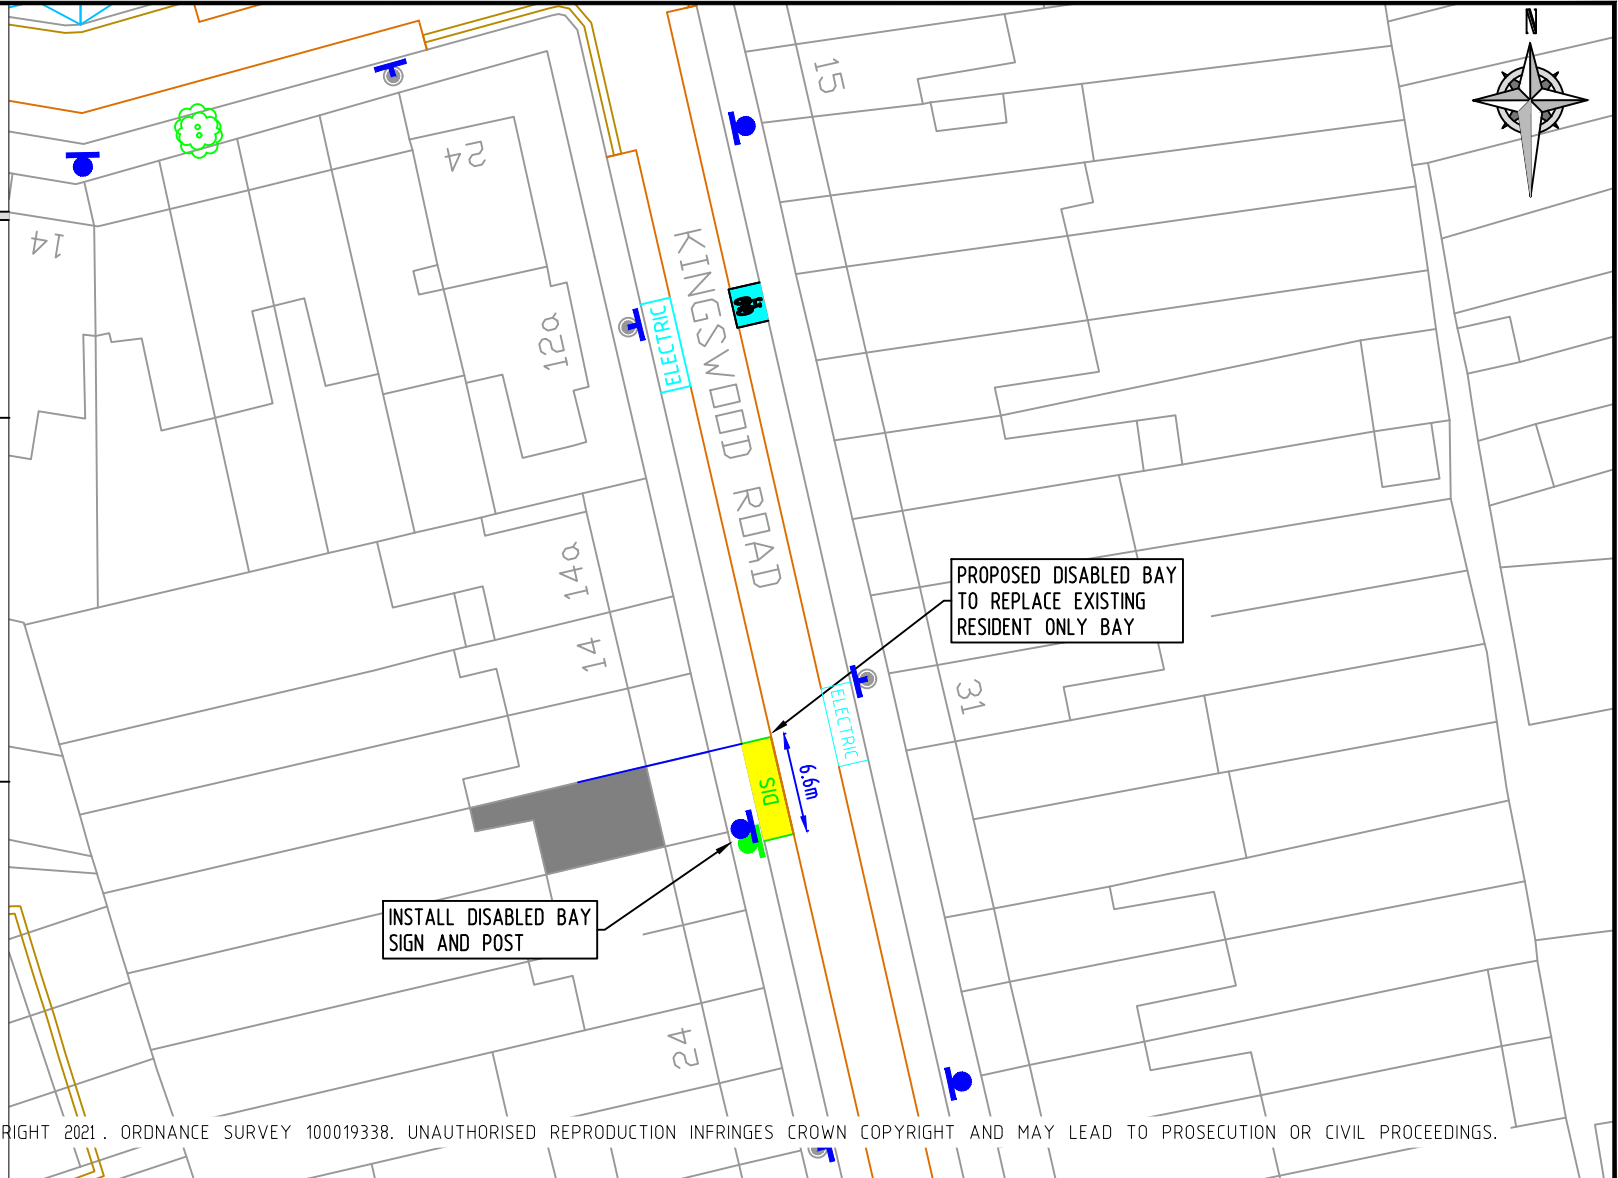 N
15
24
14
KINGSWOOD ROAD
ELECTRIC
12a
14a
PROPOSED DISABLED BAY
TO REPLACE EXISTING
RESIDENT ONLY BAY
14
31
ELECTRIC
DIS
6.6m
INSTALL DISABLED BAY
SIGN AND POST
24
RIGHT 2021. ORDNANCE SURVEY 100019338. UNAUTHORISED REPRODUCTION INFRINGES CROWN COPYRIGHT AND MAY LEAD TO PROSECUTION OR CIVIL PROCEEDINGS.